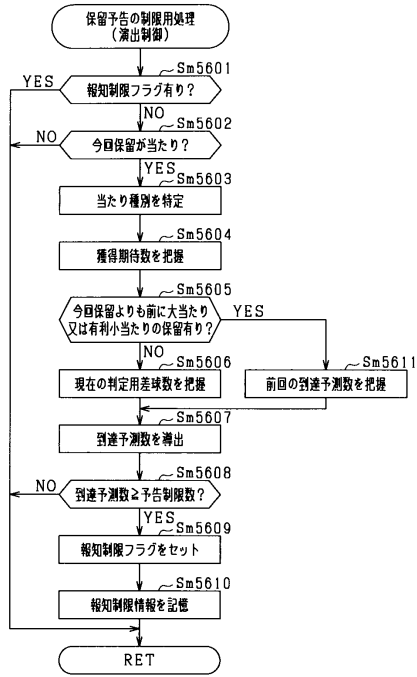 保留予告の制限用処理
(演出制御)
Sm5601
YES
報知制限フラグ有り?
NO
Sm5602
NO
今回保留が当たり?
YES
Sm5603
当たり種別を特定
Sm5604
獲得期待数を把握
Sm5605
今回保留よりも前に大当たり
又は有利小当たりの保留有り?
YES
NO
Sm5606
現在の判定用差球数を把握
Sm5611
前回の到達予測数を把握
Sm5607
到達予測数を導出
Sm5608
NO
到達予測数≧予告制限数?
YES
Sm5609
報知制限フラグをセット
Sm5610
報知制限情報を記憶
RET